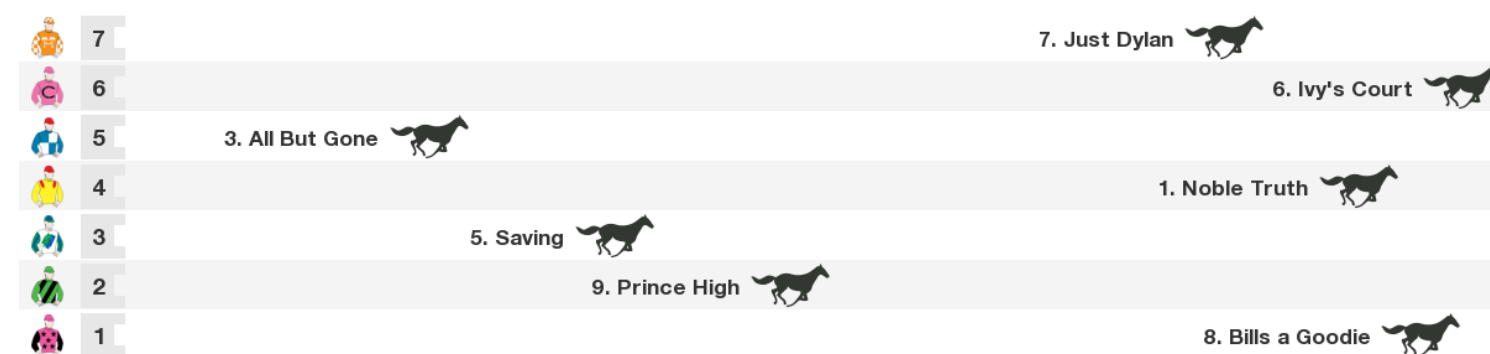 7 7. Just Dylan
6 6. Ivy's Court
5 3. All But Gone
4 1. Noble Truth
3 5. Saving
2 9. Prince High
1 8. Bills a Goodie